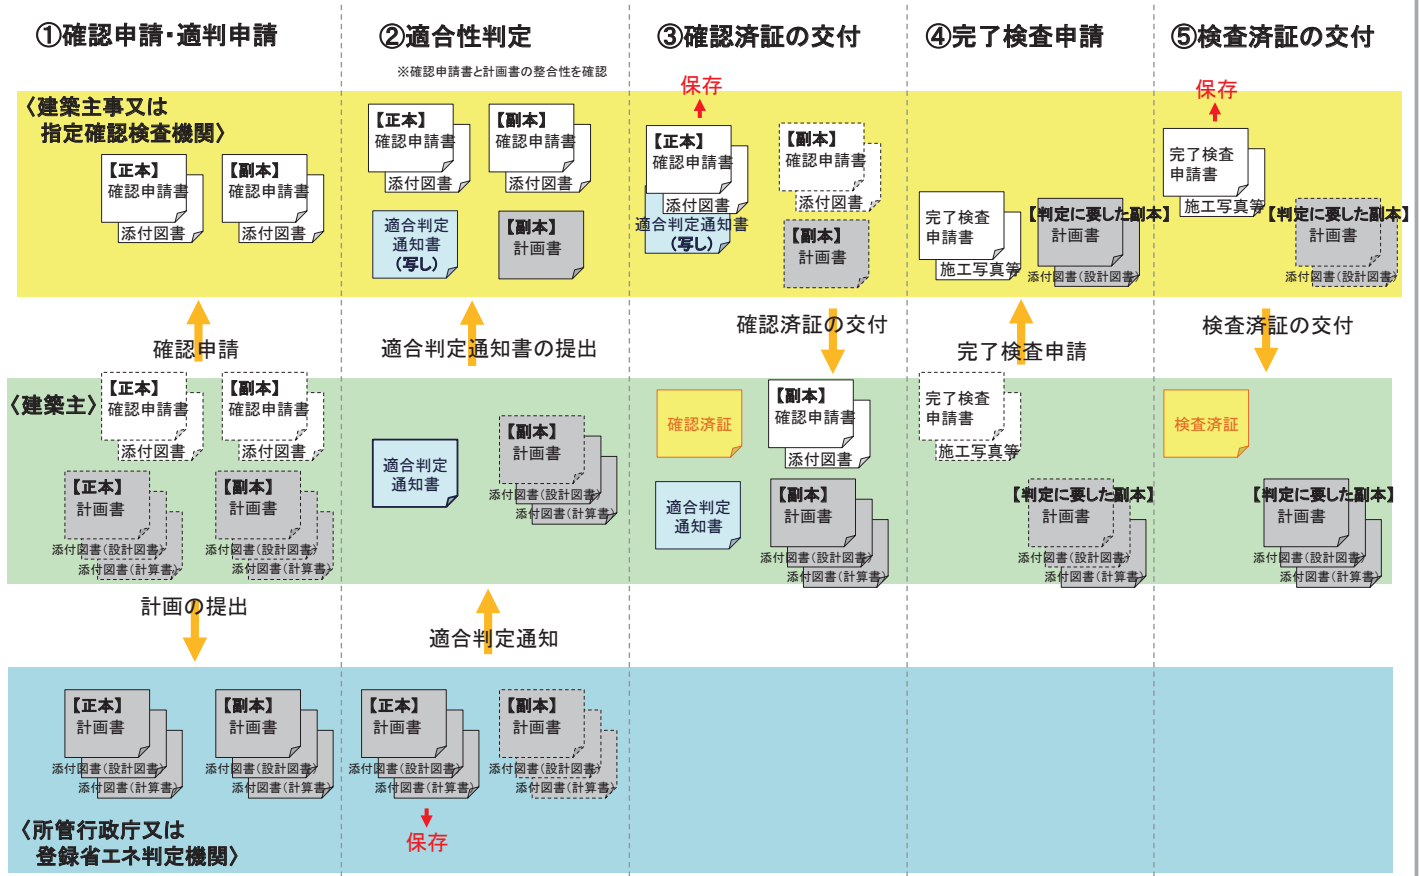 ①確認申請・適判申請
②適合性判定
③確認済証の交付
④完了検査申請
⑤検査済証の交付
※確認申請書と計画書の整合性を確認
〈建築主事又は
指定確認検査機関〉
【正本】
確認申請書
添付図書
【副本】
確認申請書
添付図書
【正本】
確認申請書
添付図書
【副本】
確認申請書
添付図書
適合判定
通知書
(写し)
【副本】
計画書
保存
【正本】
確認申請書
添付図書
適合判定通知書
(写し)
【副本】
確認申請書
添付図書
【副本】
計画書
完了検査
申請書
施工写真等
【判定に要した副本】
計画書
添付図書(設計図書)
保存
完了検査
申請書
施工写真等
【判定に要した副本】
計画書
添付図書(設計図書)
確認申請
適合判定通知書の提出
確認済証の交付
完了検査申請
検査済証の交付
〈建築主〉
【正本】
確認申請書
添付図書
【副本】
確認申請書
添付図書
【正本】
計画書
添付図書(設計図書)
添付図書(計算書)
【副本】
計画書
添付図書(設計図書)
添付図書(計算書)
適合判定
通知書
【副本】
計画書
添付図書(設計図書)
添付図書(計算書)
確認済証
【副本】
確認申請書
添付図書
適合判定
通知書
【副本】
計画書
添付図書(設計図書)
添付図書(計算書)
完了検査
申請書
施工写真等
【判定に要した副本】
計画書
添付図書(設計図書)
添付図書(計算書)
検査済証
【判定に要した副本】
計画書
添付図書(設計図書)
添付図書(計算書)
計画の提出
適合判定通知
【正本】
計画書
添付図書(設計図書)
添付図書(計算書)
【副本】
計画書
添付図書(設計図書)
添付図書(計算書)
【正本】
計画書
添付図書(設計図書)
添付図書(計算書)
保存
【副本】
計画書
添付図書(設計図書)
添付図書(計算書)
〈所管行政庁又は
登録省エネ判定機関〉